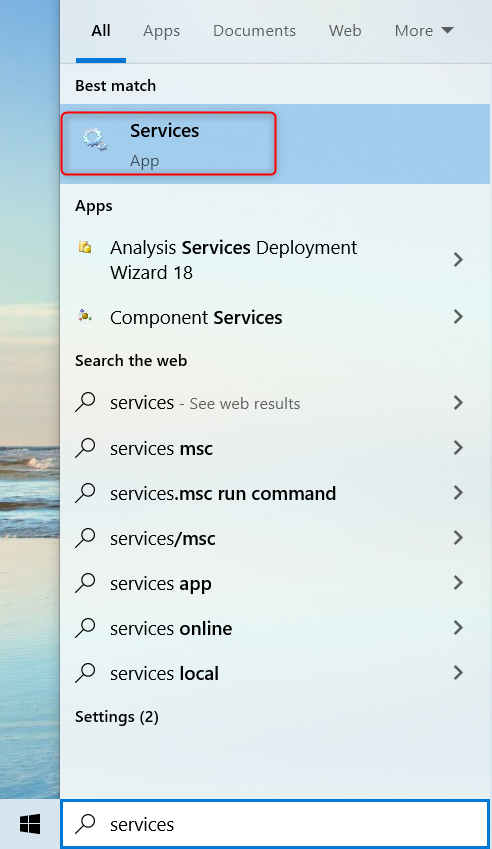 All Apps Documents Web More
Best match
Services
App
Apps
Analysis Services Deployment
Wizard 18
Component Services
Search the web
services - See web results
services msc
services.msc run command
services/msc
services app
services online
services local
Settings (2)
services